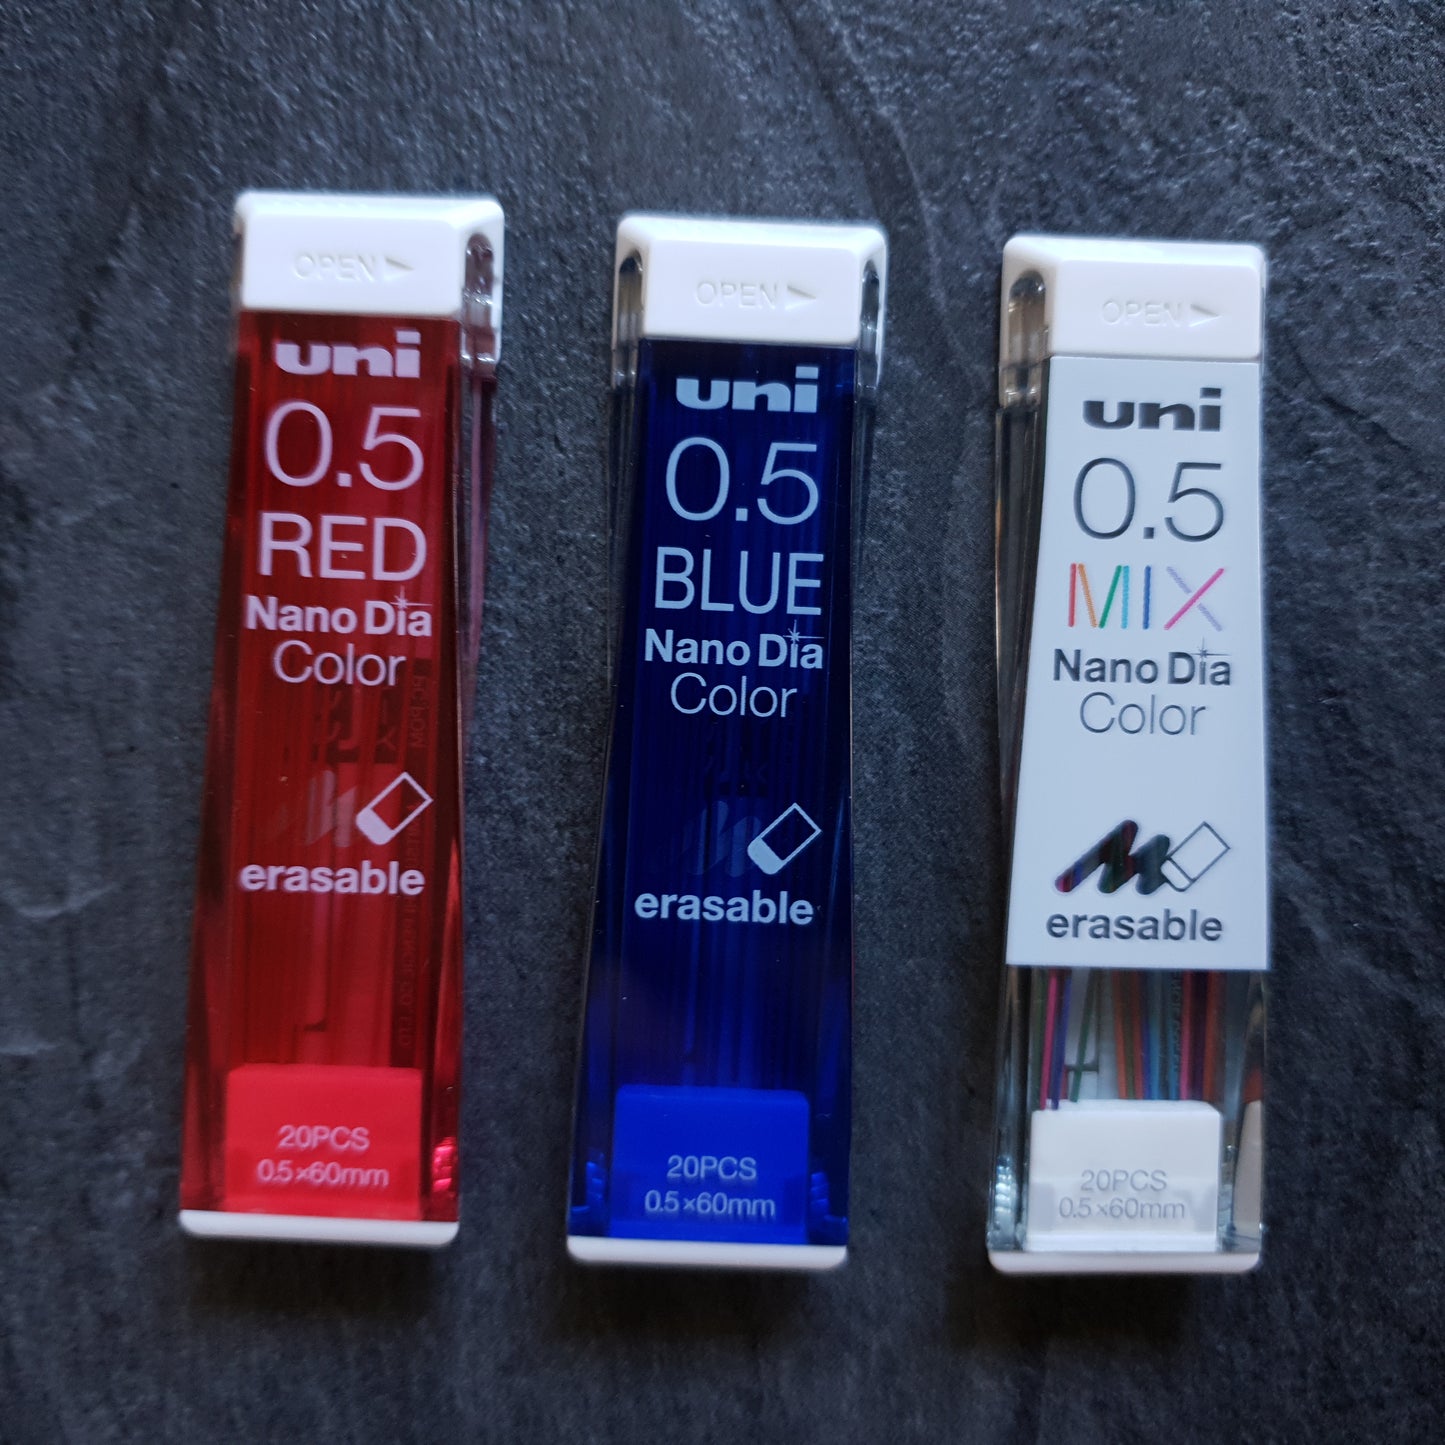 OPEN
uni
0.5
RED
Nano Dia
Color
erasable
20PCS
0.5×60mm
OPEN
uni
0.5
BLUE
Nano Dia
Color
erasable
20PCS
0.5×60mm
OPEN
uni
0.5
MIX
Nano Dia
Color
erasable
20PCS
0.5×60mm